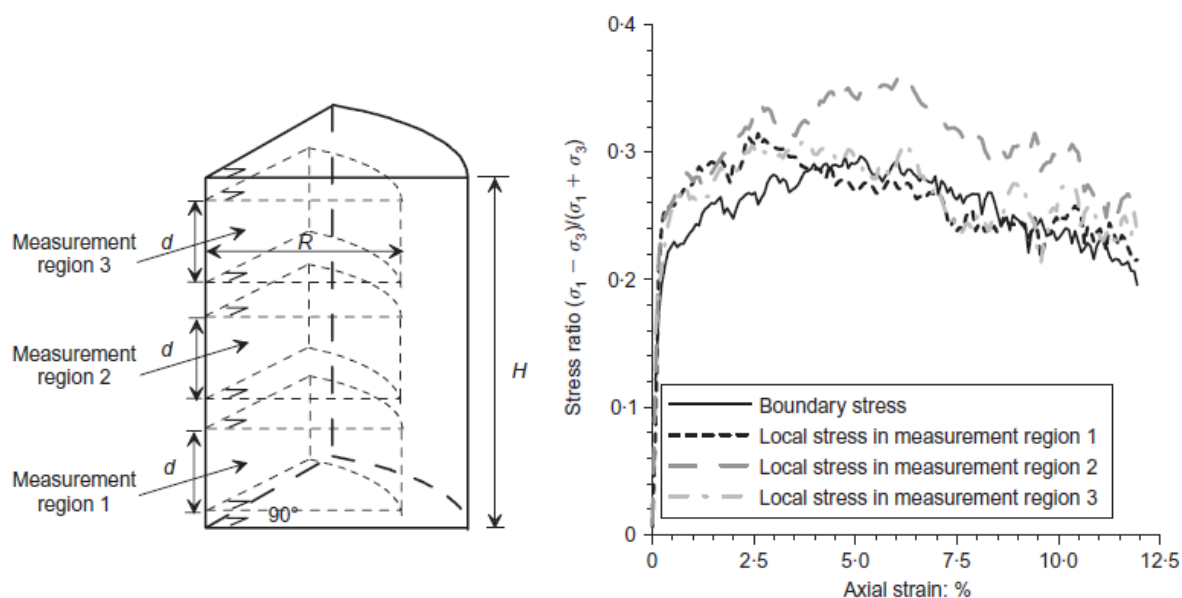 Measurement
region 3
d
R
Measurement
region 2
d
H
Measurement
region 1
d
90°
Stress ratio (σ1 − σ3)/(σ1 + σ3)
0·4
0·3
0·2
0·1
0
Boundary stress
Local stress in measurement region 1
Local stress in measurement region 2
Local stress in measurement region 3
0 2·5 5·0 7·5 10·0 12·5
Axial strain: %